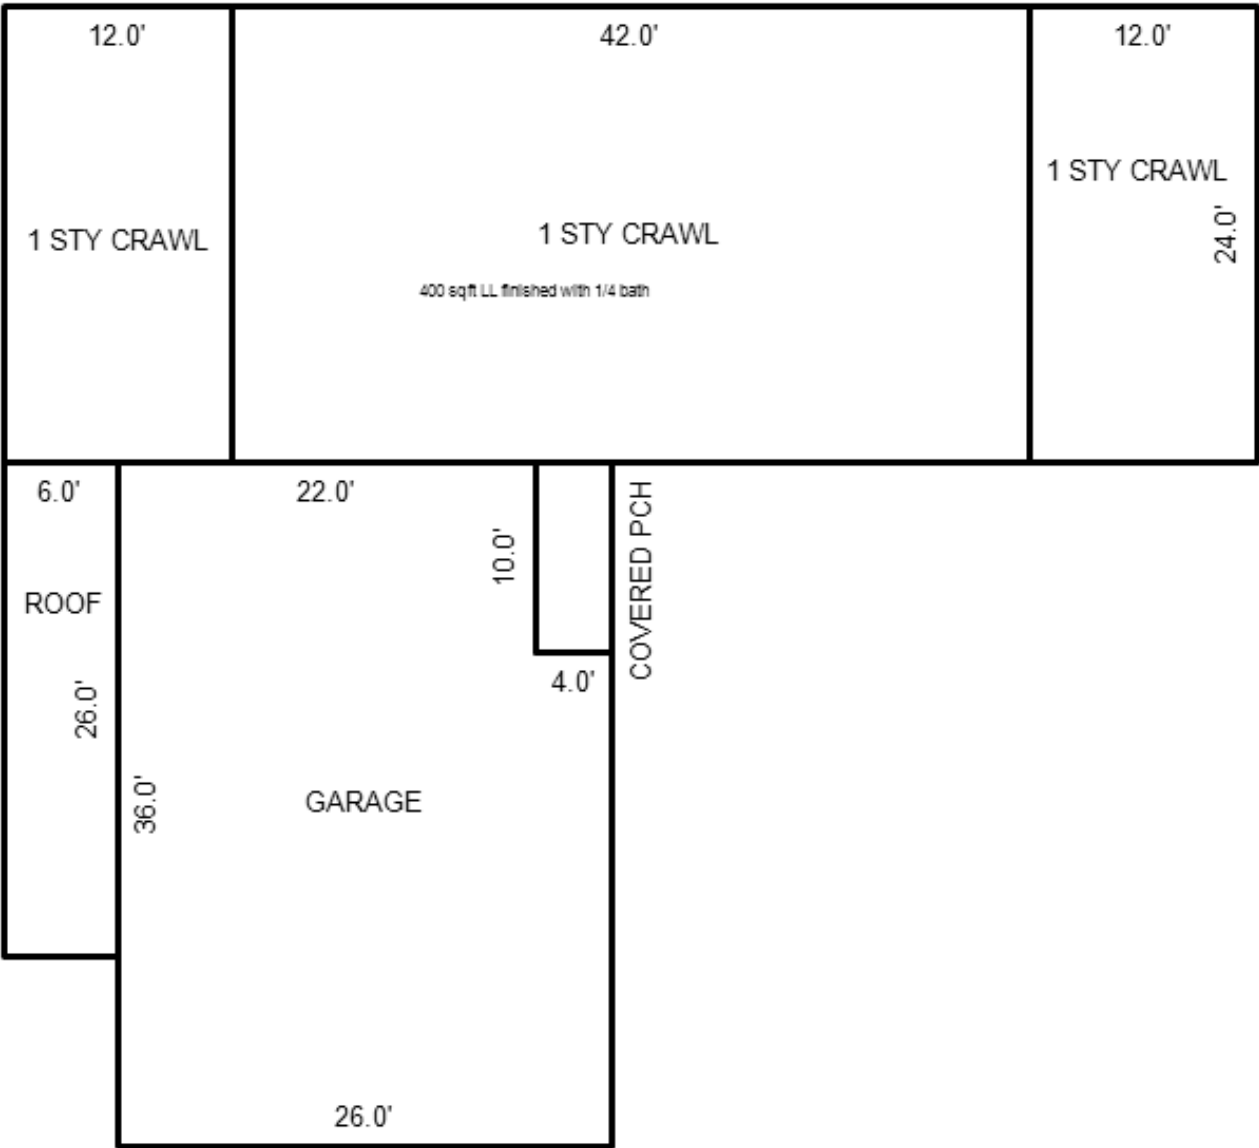 12.0'
42.0'
12.0'
1 STY CRAWL
24.0'
1 STY CRAWL
1 STY CRAWL
400 sqft LL finished with 1/4 bath
6.0'
22.0'
10.0'
COVERED PCH
ROOF
26.0'
4.0'
36.0'
GARAGE
26.0'